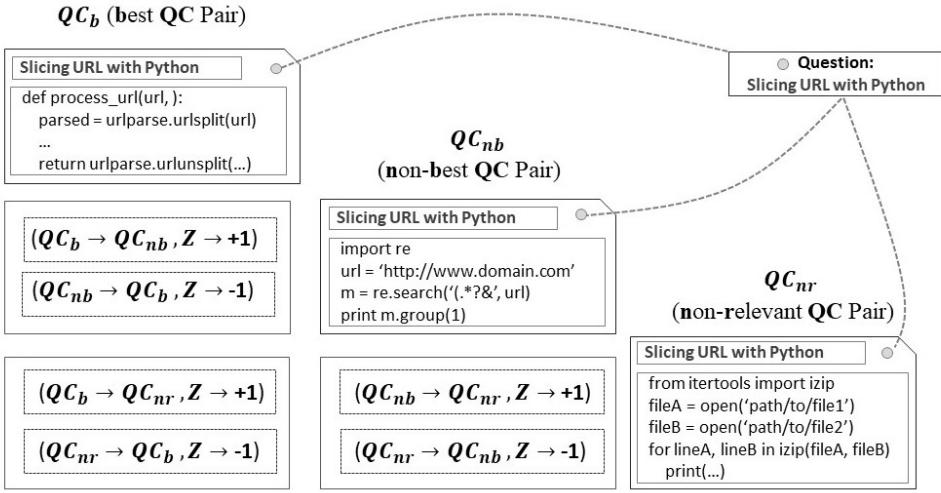 QC_b (best QC Pair)
Slicing URL with Python
def process_url(url, ):
parsed = urlparse.urlsplit(url)
...
return urlparse.urlunsplit(...)
Question:
Slicing URL with Python
QC_nb
(non-best QC Pair)
Slicing URL with Python
import re
url = ‘http://www.domain.com’
m = re.search(‘(.*?&’, url)
print m.group(1)
(QC_b → QC_nb , Z → +1)
(QC_nb → QC_b , Z → -1)
QC_nr
(non-relevant QC Pair)
Slicing URL with Python
from itertools import izip
fileA = open(‘path/to/file1’)
fileB = open(‘path/to/file2’)
for lineA, lineB in izip(fileA, fileB)
print(...)
(QC_b → QC_nr , Z → +1)
(QC_nr → QC_b , Z → -1)
(QC_nb → QC_nr , Z → +1)
(QC_nr → QC_nb , Z → -1)